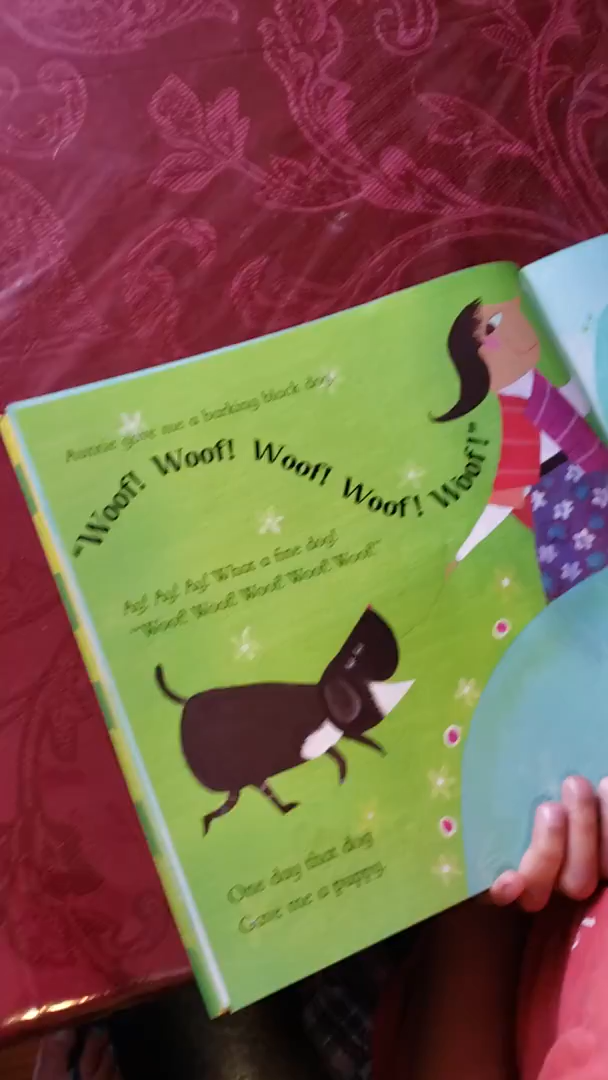 Auntie gave me a barking black dog.
"Woof! Woof! Woof! Woof! Woof!"
Ay! Ay! Ay! What a fine dog!
"Woof! Woof! Woof! Woof! Woof!"
One day that dog
Gave me a puppy.